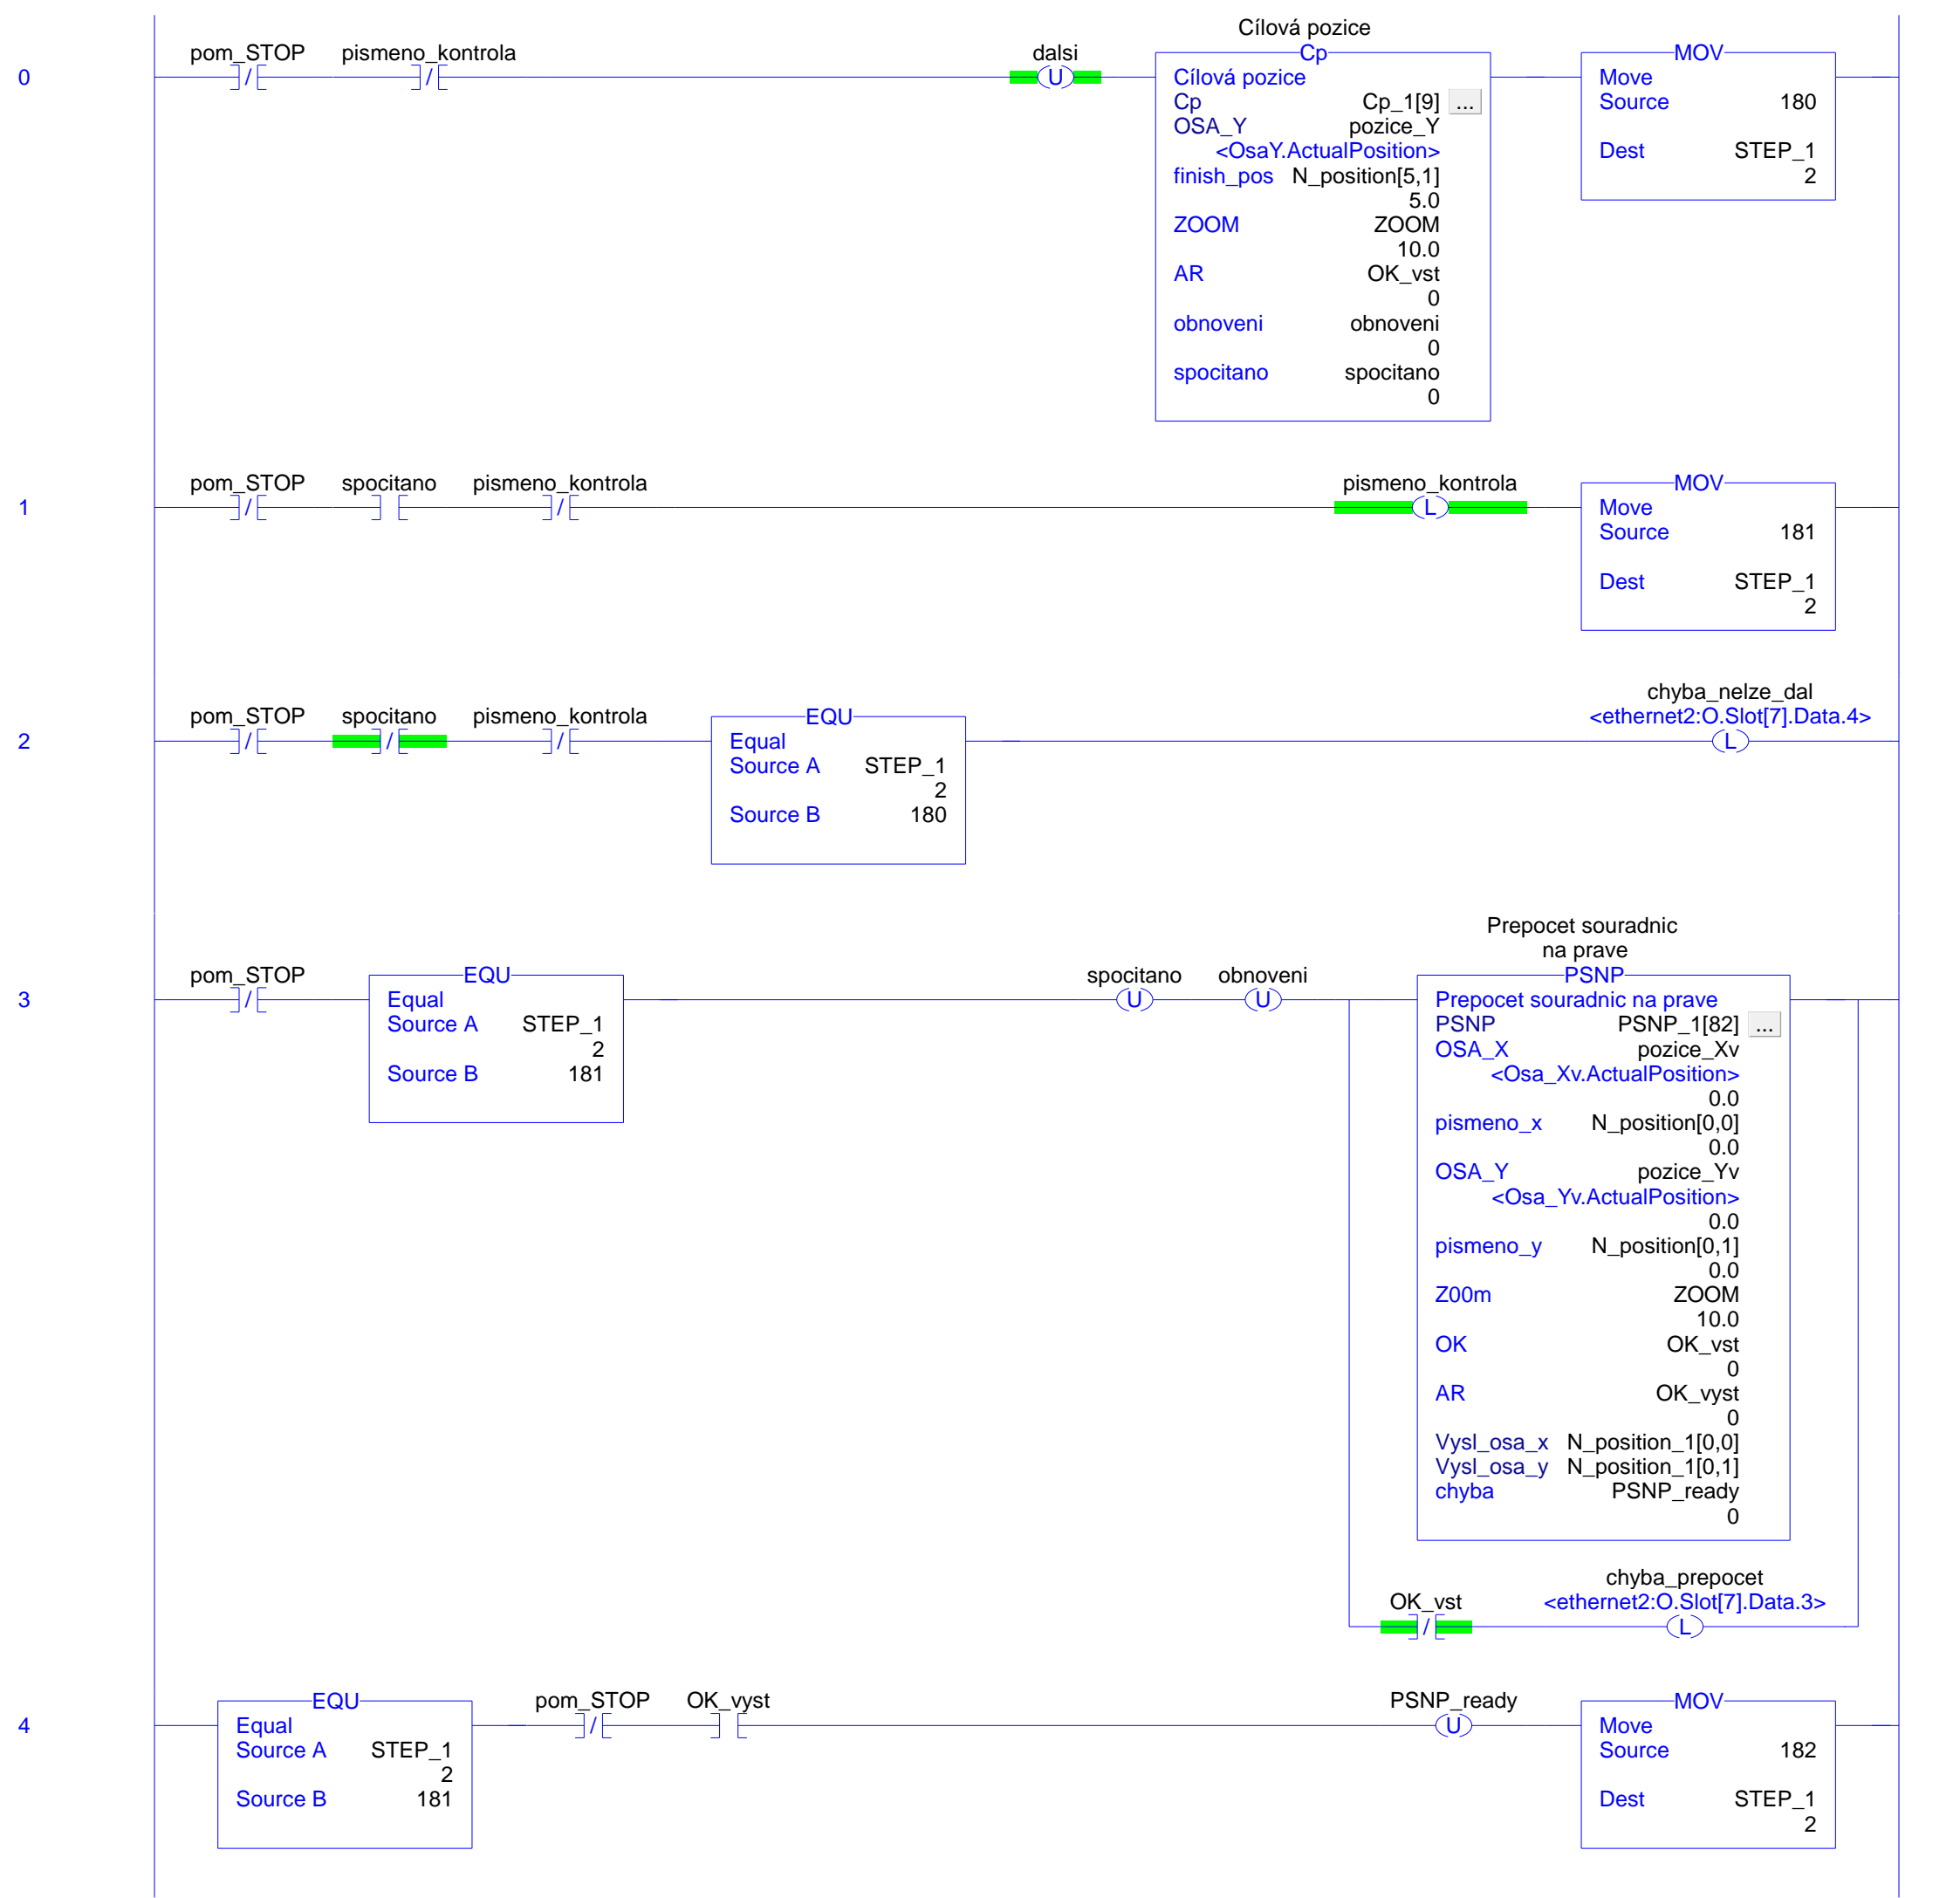 0
pom_STOP
pismeno_kontrola
dalsi
U
Cílová pozice
Cp
Cílová pozice
Cp Cp_1[9] ...
OSA_Y pozice_Y
<OsaY.ActualPosition>
finish_pos N_position[5,1]
5.0
ZOOM ZOOM
10.0
AR OK_vst
0
obnoveni obnoveni
0
spocitano spocitano
0
MOV
Move
Source 180
Dest STEP_1
2
1
pom_STOP
spocitano
pismeno_kontrola
pismeno_kontrola
L
MOV
Move
Source 181
Dest STEP_1
2
2
pom_STOP
spocitano
pismeno_kontrola
EQU
Equal
Source A STEP_1
2
Source B 180
chyba_nelze_dal
<ethernet2:O.Slot[7].Data.4>
L
3
pom_STOP
EQU
Equal
Source A STEP_1
2
Source B 181
spocitano
U
obnoveni
U
Prepocet souradnic
na prave
PSNP
Prepocet souradnic na prave
PSNP PSNP_1[82] ...
OSA_X pozice_Xv
<Osa_Xv.ActualPosition>
0.0
pismeno_x N_position[0,0]
0.0
OSA_Y pozice_Yv
<Osa_Yv.ActualPosition>
0.0
pismeno_y N_position[0,1]
0.0
Z00m ZOOM
10.0
OK OK_vst
0
AR OK_vyst
0
Vysl_osa_x N_position_1[0,0]
Vysl_osa_y N_position_1[0,1]
chyba PSNP_ready
0
OK_vst
chyba_prepocet
<ethernet2:O.Slot[7].Data.3>
L
4
EQU
Equal
Source A STEP_1
2
Source B 181
pom_STOP
OK_vyst
PSNP_ready
U
MOV
Move
Source 182
Dest STEP_1
2